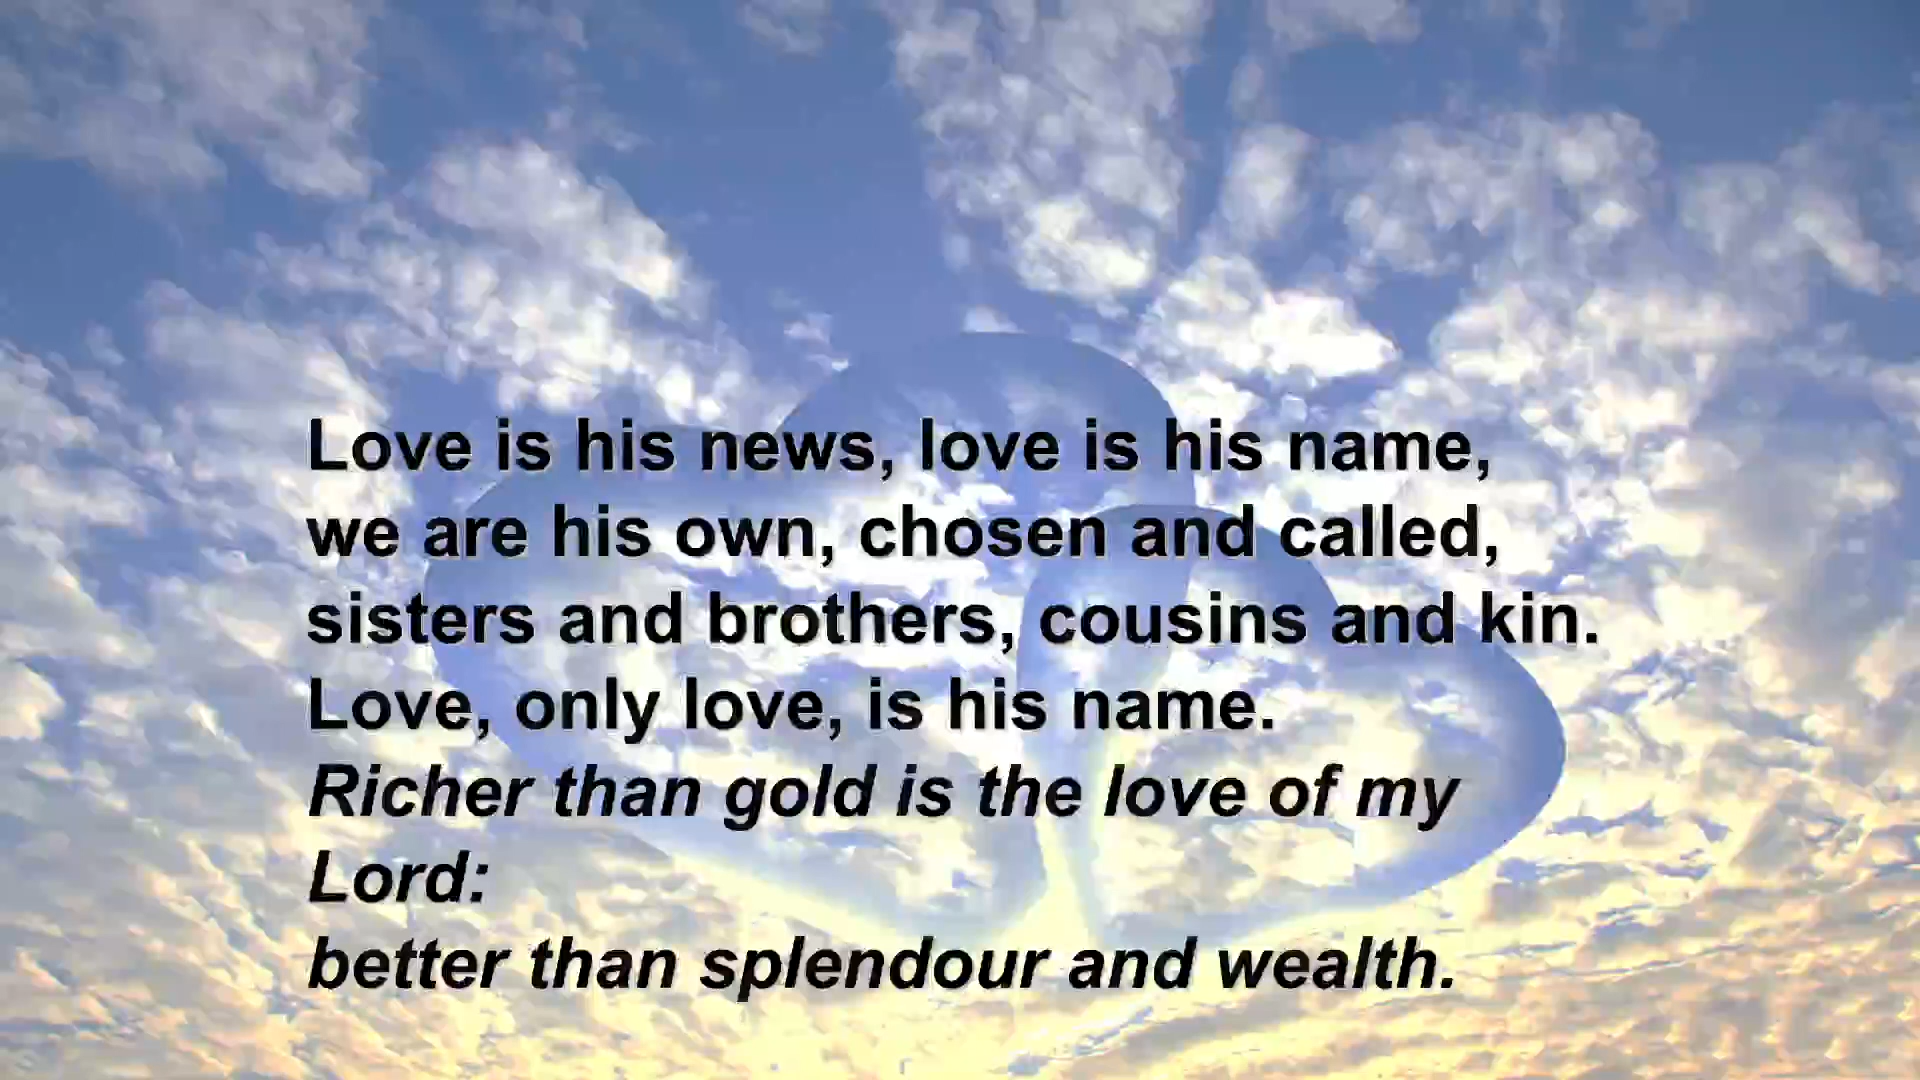 Love is his news, love is his name,
we are his own, chosen and called,
sisters and brothers, cousins and kin.
Love, only love, is his name.
Richer than gold is the love of my
Lord:
better than splendour and wealth.